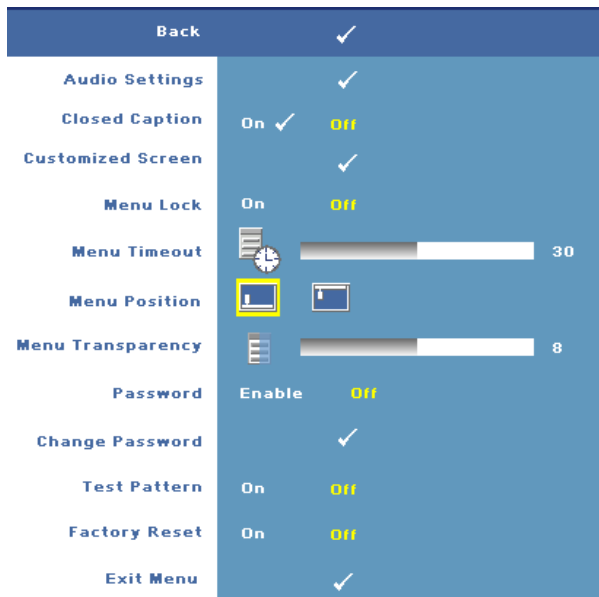 Back
Audio Settings
Closed Caption On Off
Customized Screen
Menu Lock On Off
Menu Timeout 30
Menu Position
Menu Transparency 8
Password Enable Off
Change Password
Test Pattern On Off
Factory Reset On Off
Exit Menu